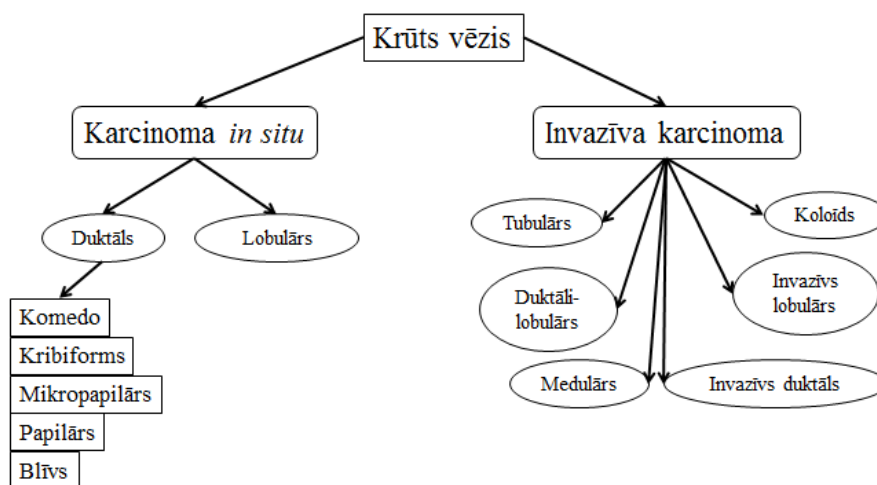 Krūts vēzis
Karcinoma in situ
Invazīva karcinoma
Duktāls
Lobulārs
Komedo
Kribiforms
Mikropapilārs
Papilārs
Blīvs
Tubulārs
Koloīds
Duktāli-
lobulārs
Invazīvs
lobulārs
Medulārs
Invazīvs duktāls